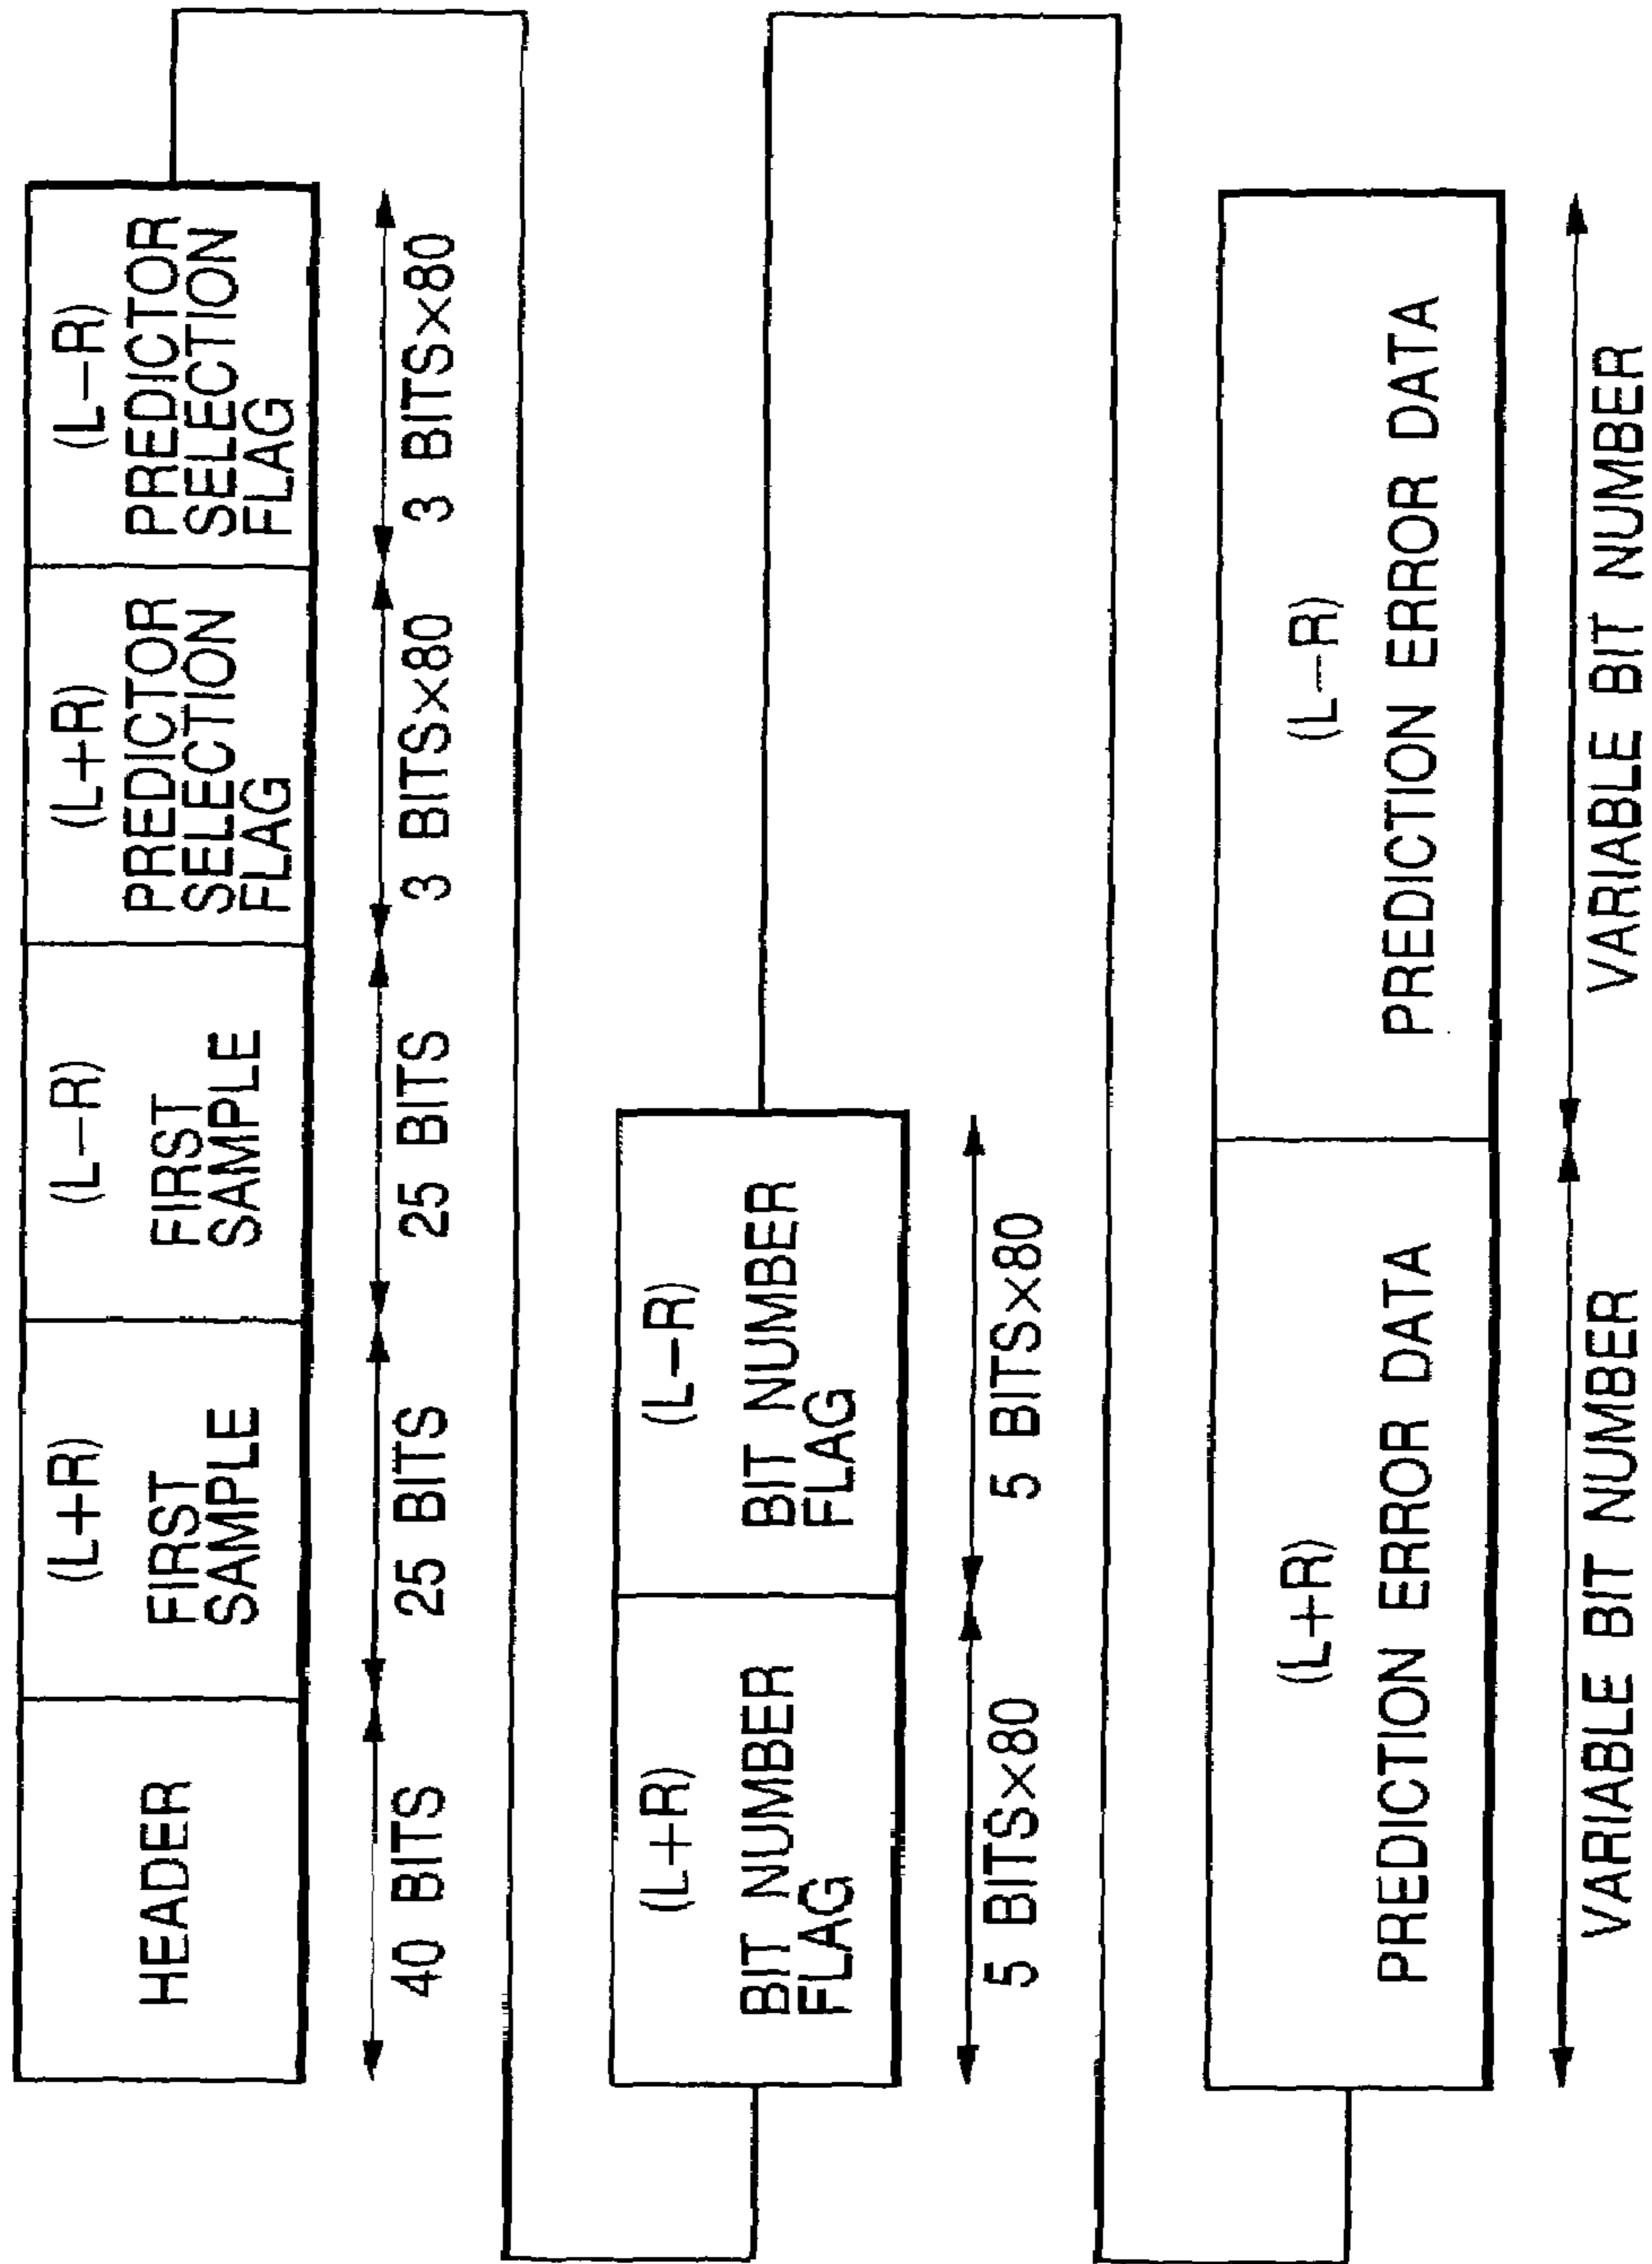 HEADER
40 BITS
(L+R)
FIRST
SAMPLE
25 BITS
(L−R)
FIRST
SAMPLE
25 BITS
(L+R)
PREDICTOR
SELECTION
FLAG
3 BITS×80
(L−R)
PREDICTOR
SELECTION
FLAG
3 BITS×80
(L+R)
BIT NUMBER
FLAG
5 BITS×80
(L−R)
BIT NUMBER
FLAG
5 BITS×80
(L+R)
PREDICTION ERROR DATA
VARIABLE BIT NUMBER
(L−R)
PREDICTION ERROR DATA
VARIABLE BIT NUMBER